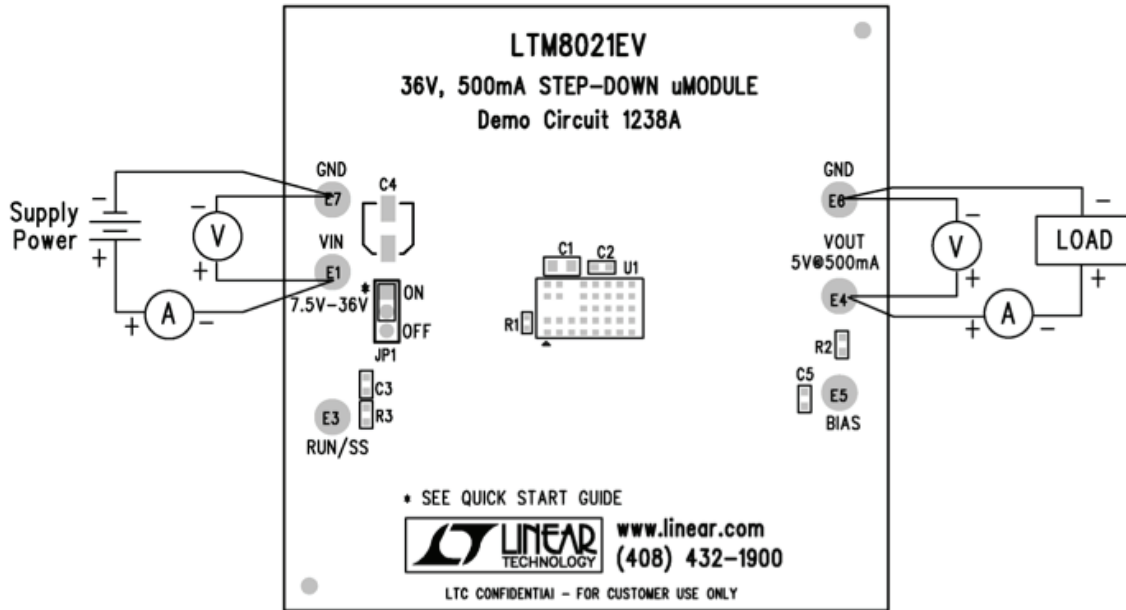 LTM8021EV
36V, 500mA STEP-DOWN uMODULE
Demo Circuit 1238A
GND
E7
C4
-
-
Supply
Power
V
VIN
+
+
E1
7.5V-36V
*
ON
OFF
JP1
+
A
-
C3
R3
E3
RUN/SS
C1
C2
U1
R1
GND
E6
-
-
VOUT
5V@500mA
V
LOAD
E4
+
+
+
A
-
R2
C5
E5
BIAS
* SEE QUICK START GUIDE
LINEAR
TECHNOLOGY
www.linear.com
(408) 432-1900
LTC CONFIDENTIAl - FOR CUSTOMER USE ONLY